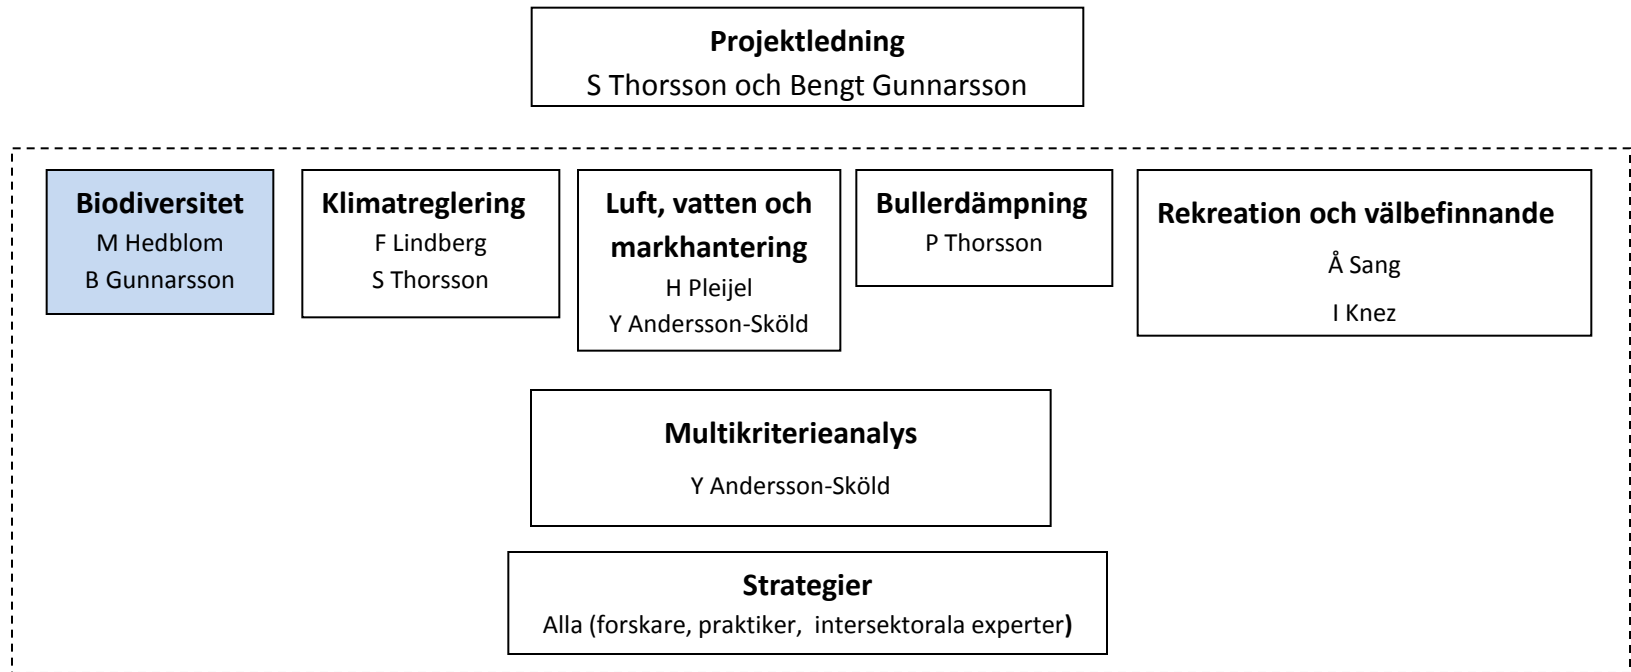 Projektledning
S Thorsson och Bengt Gunnarsson
Biodiversitet
M Hedblom
B Gunnarsson
Klimatreglering
F Lindberg
S Thorsson
Luft, vatten och
markhantering
H Pleijel
Y Andersson-Sköld
Bullerdämpning
P Thorsson
Rekreation och välbefinnande
Å Sang
I Knez
Multikriterieanalys
Y Andersson-Sköld
Strategier
Alla (forskare, praktiker, intersektorala experter)